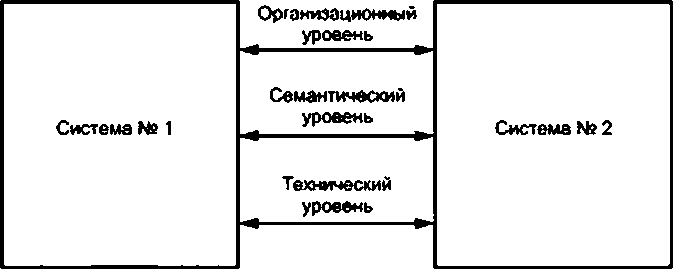 Организационный
уровень
Семантический
уровень
Система № 1
Система № 2
Технический
уровень